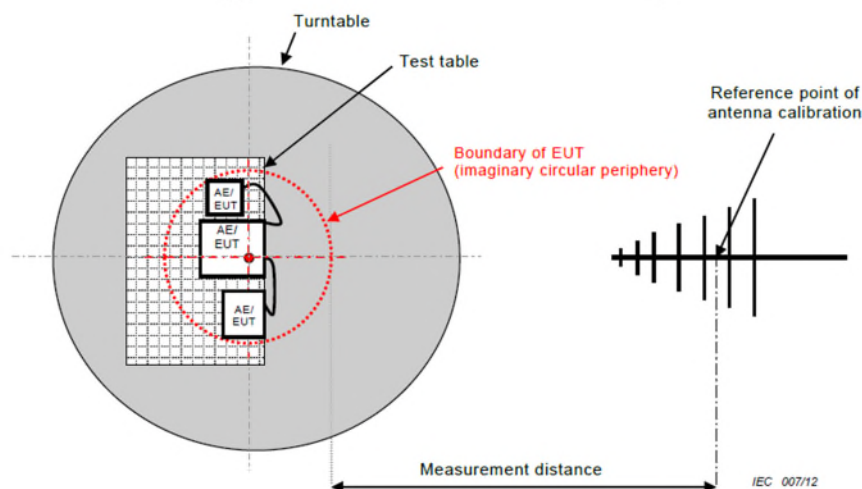 Turntable
Test table
Reference point of
antenna calibration
Boundary of EUT
(imaginary circular periphery)
AE/
EUT
AE/
EUT
AE/
EUT
Measurement distance
IEC 007/12